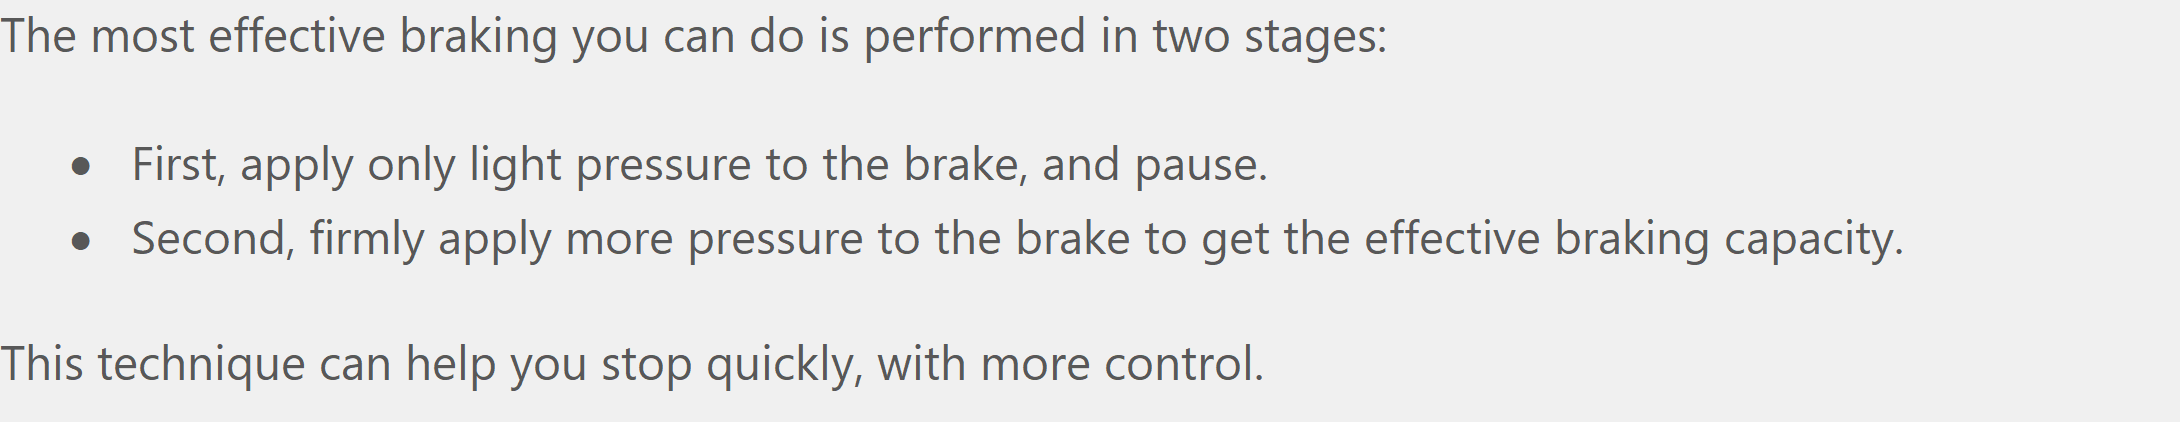 The most effective braking you can do is performed in two stages:
● First, apply only light pressure to the brake, and pause.
● Second, firmly apply more pressure to the brake to get the effective braking capacity.
This technique can help you stop quickly, with more control.